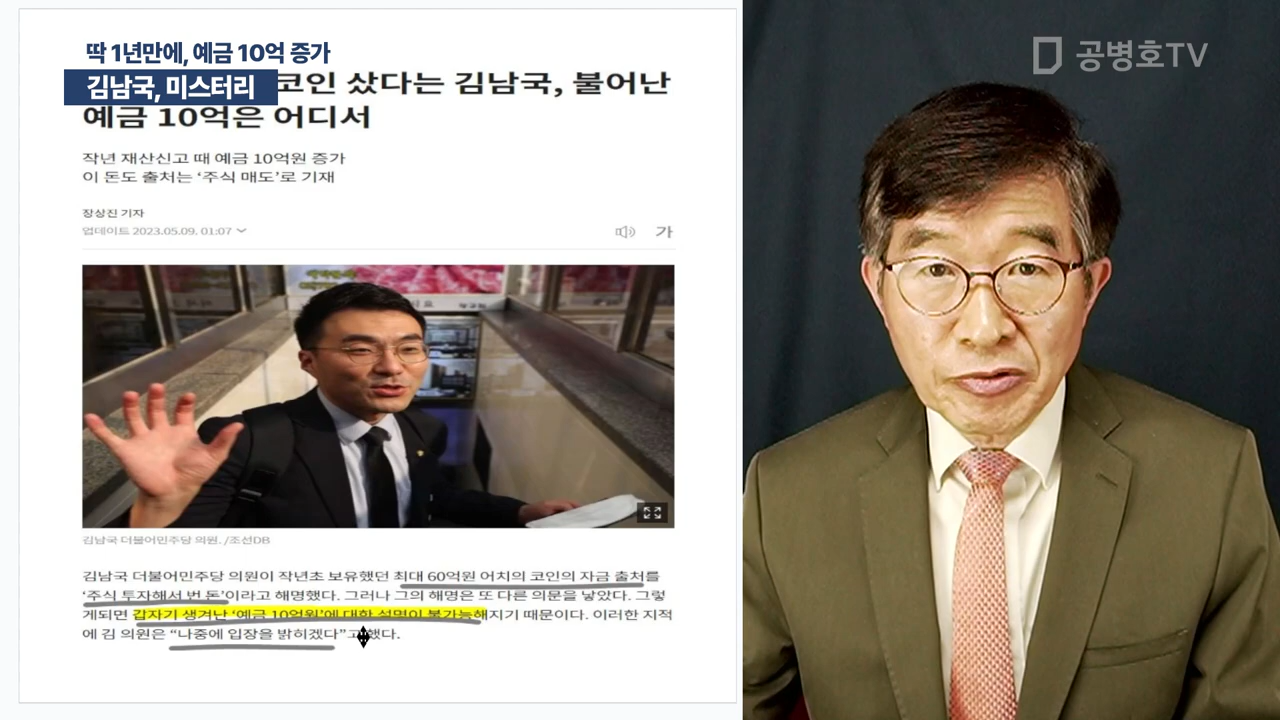 딱 1년만에, 예금 10억 증가
김남국, 미스터리
코인 샀다는 김남국, 불어난
예금 10억은 어디서
작년 재산신고 때 예금 10억원 증가
이 돈도 출처는 ‘주식 매도’로 기재
장상진 기자
업데이트 2023.05.09. 01:07
가
김남국 더불어민주당 의원. /조선DB
김남국 더불어민주당 의원이 작년초 보유했던 최대 60억원 어치의 코인의 자금 출처를
‘주식 투자해서 번 돈’이라고 해명했다. 그러나 그의 해명은 또 다른 의문을 낳았다. 그렇
게되면 갑자기 생겨난 ‘예금 10억원’에 대한 설명이 불가능해지기 때문이다. 이러한 지적
에 김 의원은 “나중에 입장을 밝히겠다”고 했다.
공병호TV